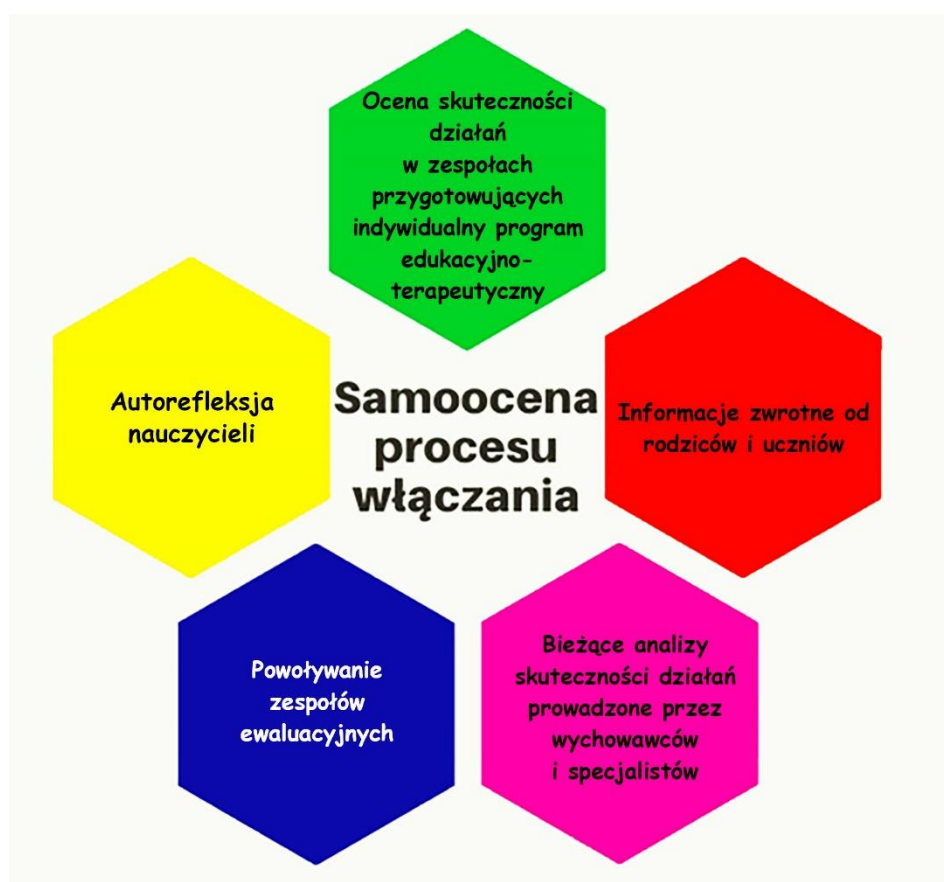 Ocena skuteczności
działań
w zespołach
przygotowujących
indywidualny program
edukacyjno-
terapeutyczny
Autorefleksja
nauczycieli
Samoocena
procesu
włączania
Informacje zwrotne od
rodziców i uczniów
Powoływanie
zespołów
ewaluacyjnych
Bieżące analizy
skuteczności działań
prowadzone przez
wychowawców
i specjalistów